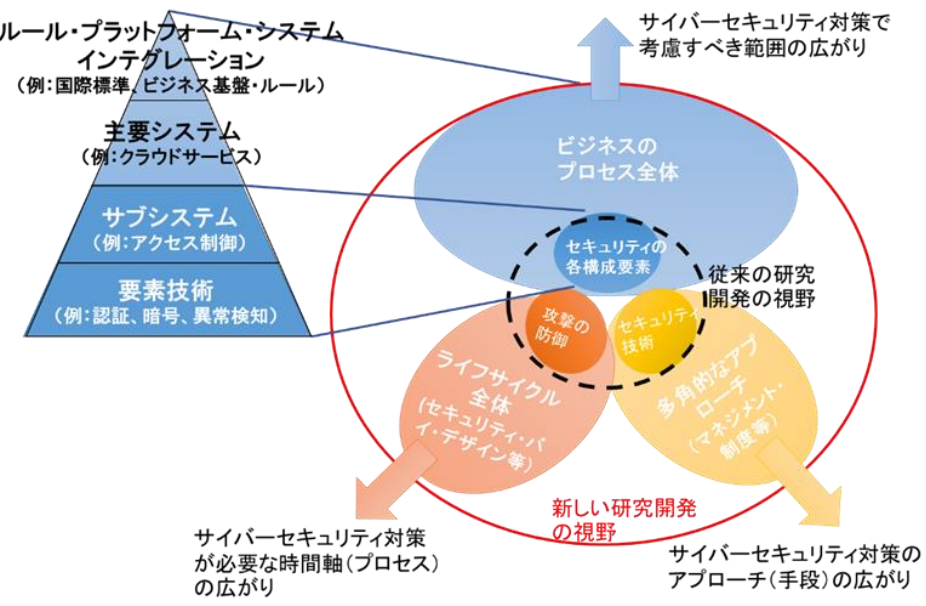 ルール・プラットフォーム・システム
インテグレーション
（例：国際標準、ビジネス基盤・ルール）
主要システム
（例：クラウドサービス）
サブシステム
（例：アクセス制御）
要素技術
（例：認証、暗号、異常検知）
サイバーセキュリティ対策で
考慮すべき範囲の広がり
ビジネスの
プロセス全体
セキュリティの
各構成要素
従来の研究
開発の視野
攻撃の
防御
セキュリティ
技術
ライフサイクル
全体
（セキュリティ・バ
イ・デザイン等）
多角的なアプ
ローチ
（マネジメント・
制度等）
新しい研究開発
の視野
サイバーセキュリティ対策
が必要な時間軸（プロセス）
の広がり
サイバーセキュリティ対策の
アプローチ（手段）の広がり